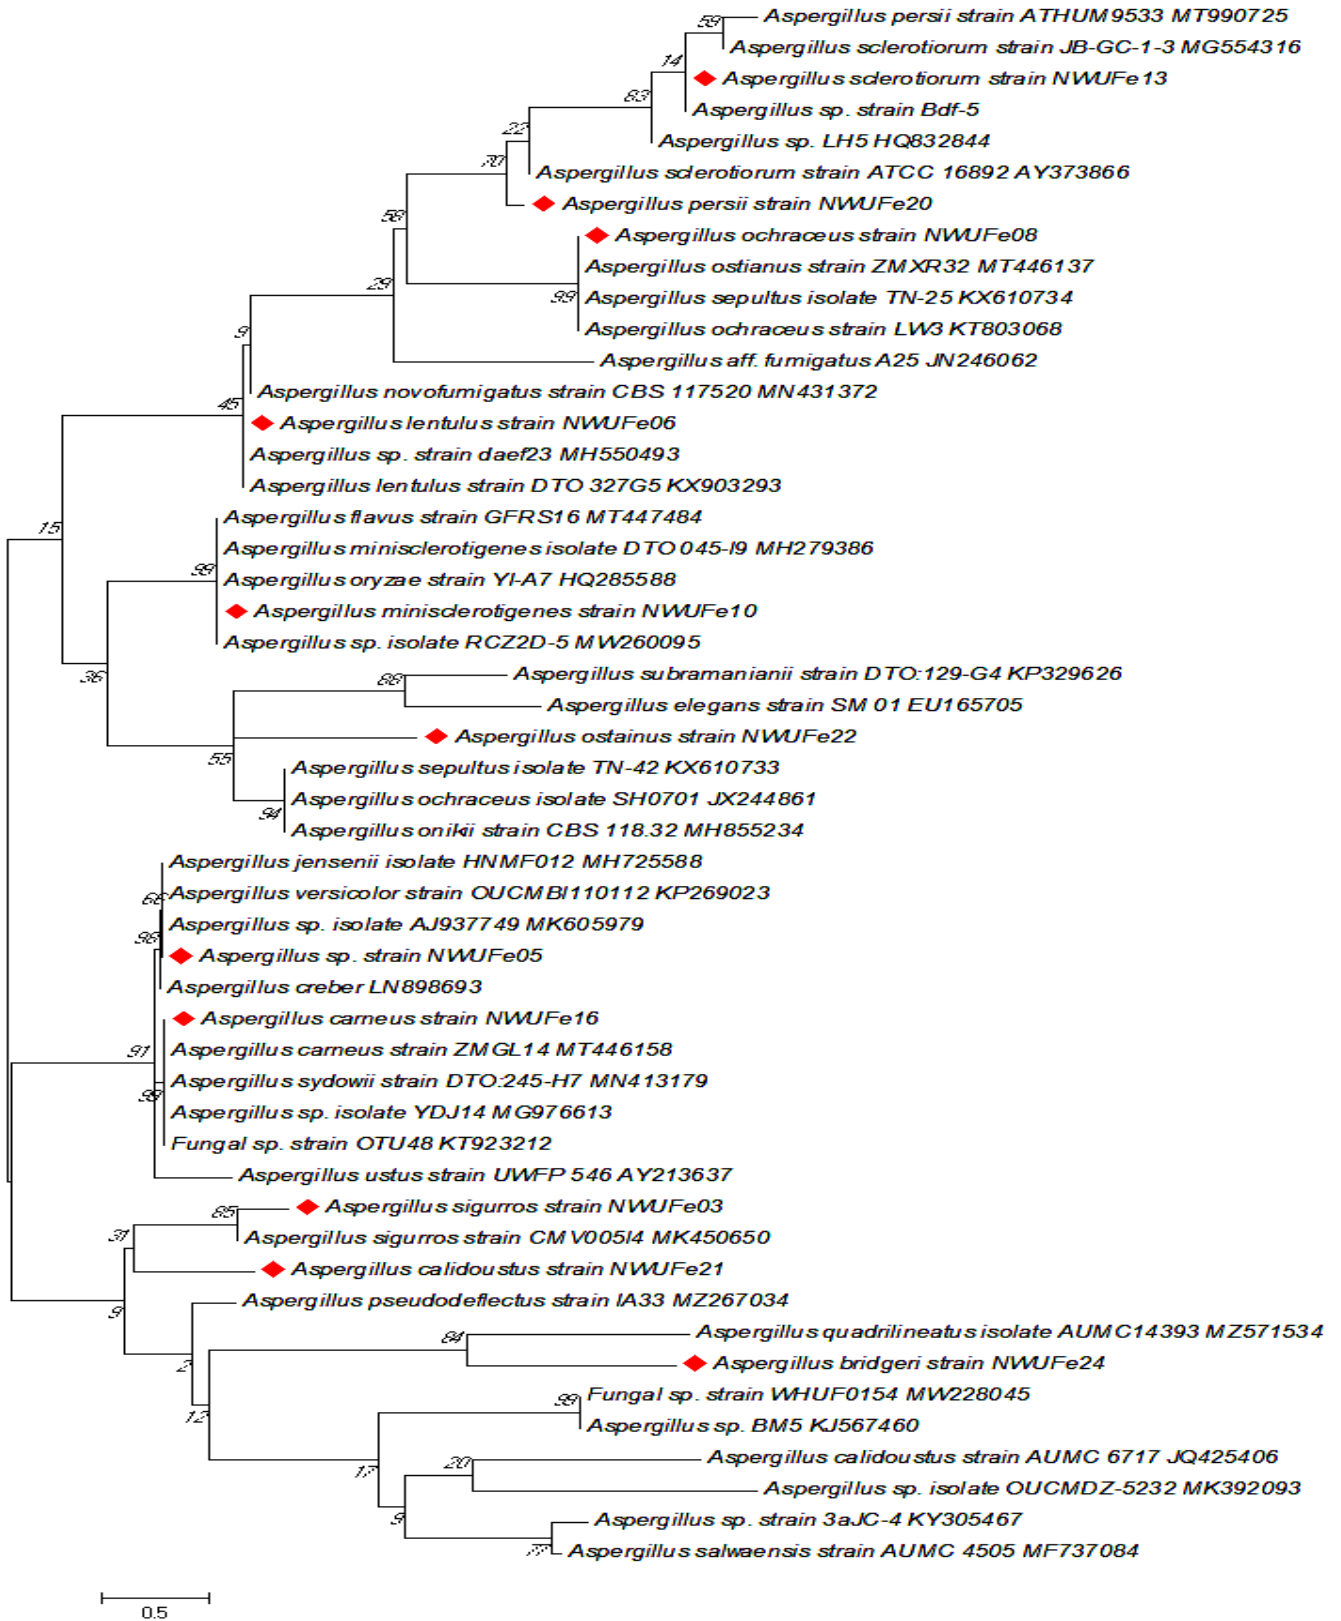 59
Aspergillus persii strain ATHUM9533 MT990725
Aspergillus sclerotiorum strain JB-GC-1-3 MG554316
14
Aspergillus sclerotiorum strain NWUFe13
83
Aspergillus sp. strain Bdf-5
22
Aspergillus sp. LH5 HQ832844
70
Aspergillus sclerotiorum strain ATCC 16892 AY373866
Aspergillus persii strain NWUFe20
58
Aspergillus ochraceus strain NWUFe08
Aspergillus ostianus strain ZMXR32 MT446137
29
99
Aspergillus sepultus isolate TN-25 KX610734
Aspergillus ochraceus strain LW3 KT803068
9
Aspergillus aff. fumigatus A25 JN246062
Aspergillus novofumigatus strain CBS 117520 MN431372
45
Aspergillus lentulus strain NWUFe06
Aspergillus sp. strain daef23 MH550493
Aspergillus lentulus strain DTO 327G5 KX903293
15
Aspergillus flavus strain GFRS16 MT447484
Aspergillus minisclerotigenes isolate DTO 045-I9 MH279386
99
Aspergillus oryzae strain YI-A7 HQ285588
Aspergillus minisclerotigenes strain NWUFe10
Aspergillus sp. isolate RCZ2D-5 MW260095
36
88
Aspergillus subramanianii strain DTO:129-G4 KP329626
Aspergillus elegans strain SM 01 EU165705
Aspergillus ostainus strain NWUFe22
55
Aspergillus sepultus isolate TN-42 KX610733
Aspergillus ochraceus isolate SH0701 JX244861
94
Aspergillus onikii strain CBS 118.32 MH855234
Aspergillus jensenii isolate HNMF012 MH725588
Aspergillus versicolor strain OUCMBI110112 KP269023
Aspergillus sp. isolate AJ937749 MK605979
Aspergillus sp. strain NWUFe05
Aspergillus creber LN898693
Aspergillus carneus strain NWUFe16
91
Aspergillus carneus strain ZMGL14 MT446158
Aspergillus sydowii strain DTO:245-H7 MN413179
Aspergillus sp. isolate YDJ14 MG976613
Fungal sp. strain OTU48 KT923212
Aspergillus ustus strain UWFP 546 AY213637
85
Aspergillus sigurros strain NWUFe03
31
Aspergillus sigurros strain CMV005I4 MK450650
Aspergillus calidoustus strain NWUFe21
9
Aspergillus pseudodeflectus strain IA33 MZ267034
84
Aspergillus quadrilineatus isolate AUMC14393 MZ571534
2
Aspergillus bridgeri strain NWUFe24
99
Fungal sp. strain WHUF0154 MW228045
12
Aspergillus sp. BM5 KJ567460
17
20
Aspergillus calidoustus strain AUMC 6717 JQ425406
Aspergillus sp. isolate OUCMDZ-5232 MK392093
9
Aspergillus sp. strain 3aJC-4 KY305467
77
Aspergillus salwaensis strain AUMC 4505 MF737084
0.5